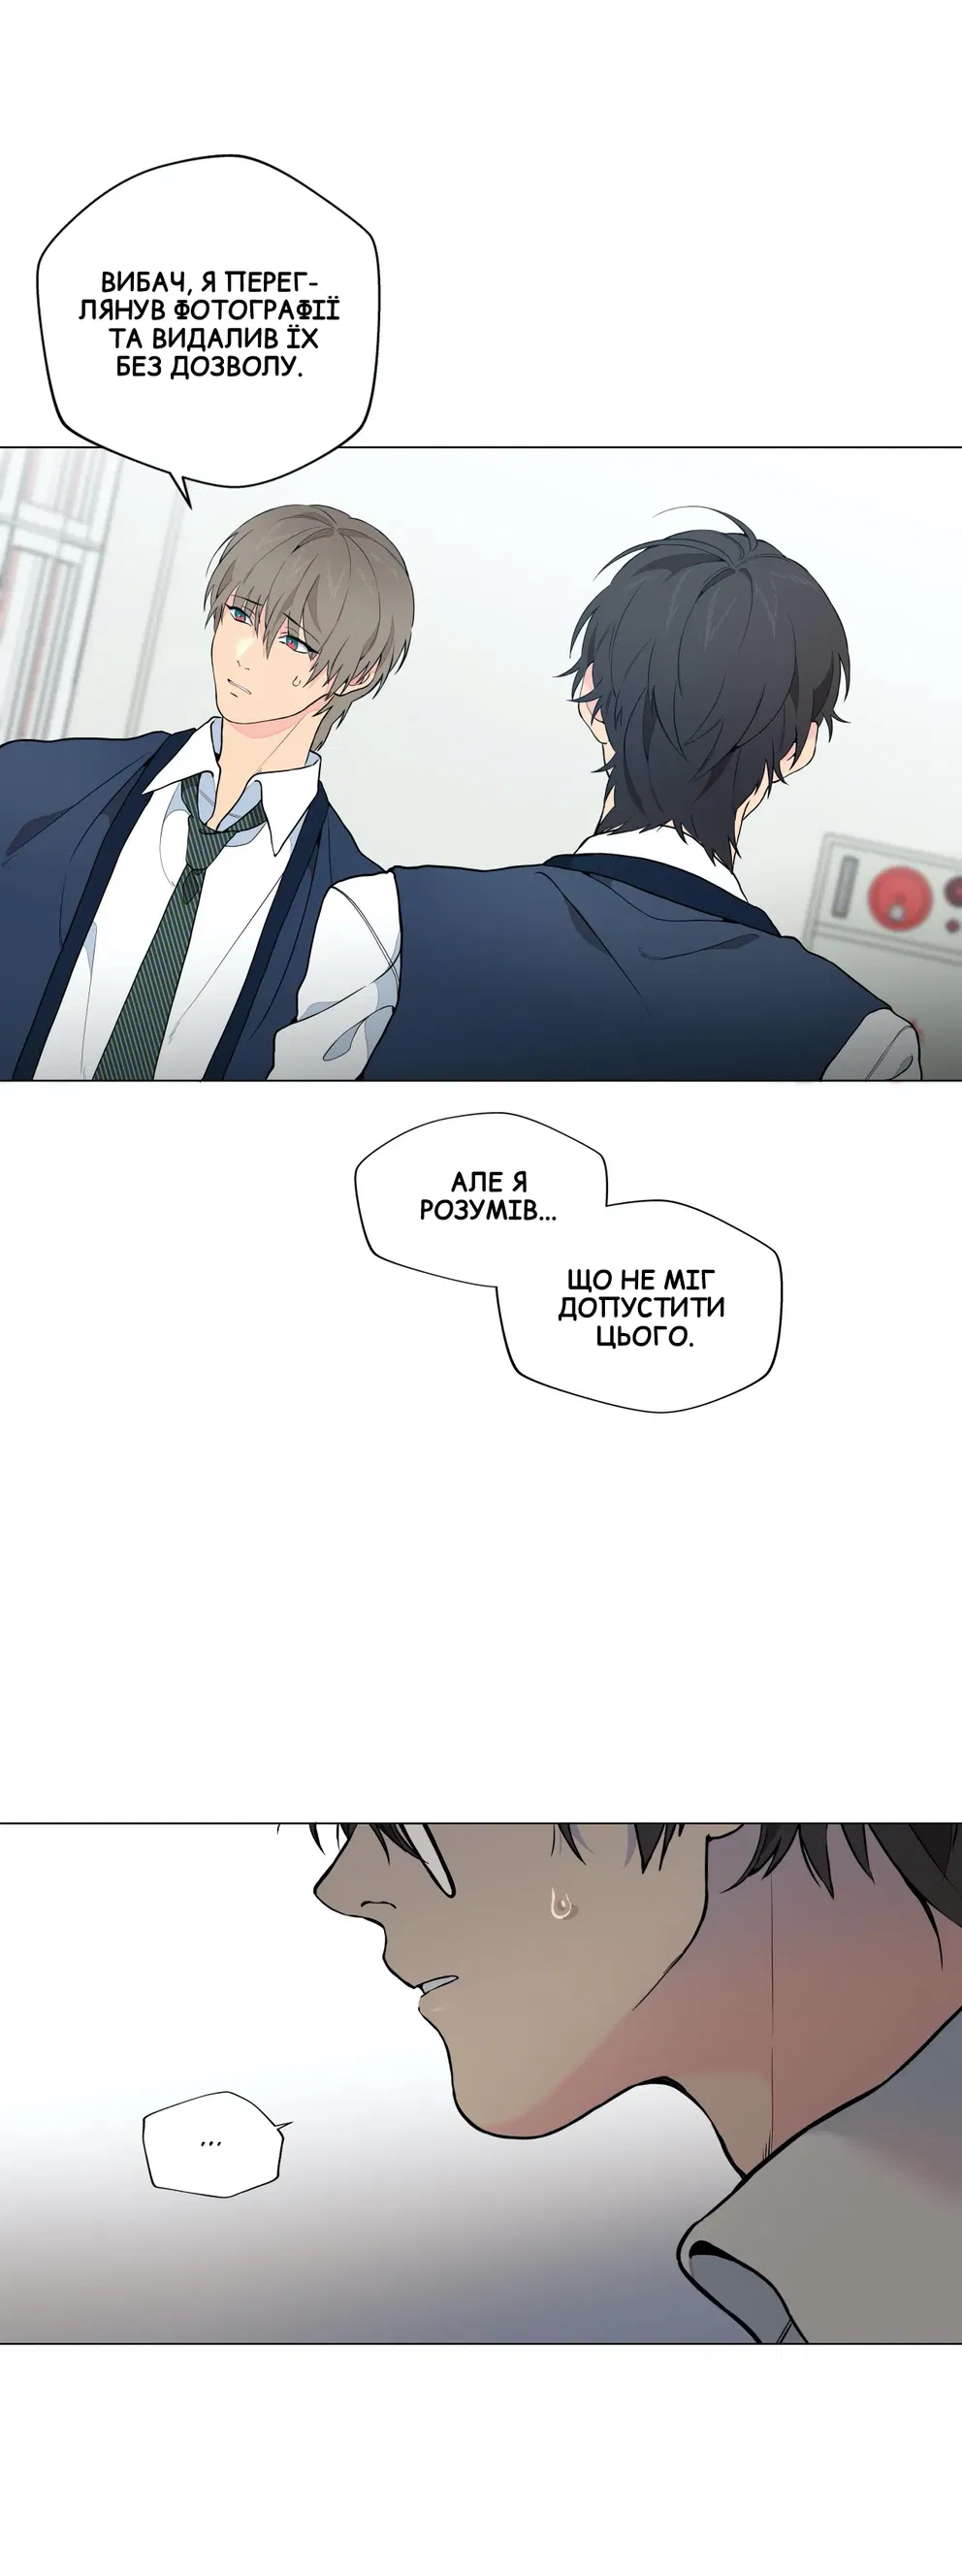 ВИБАЧ, Я ПЕРЕГ-
ЛЯНУВ ФОТОГРАФІЇ
ТА ВИДАЛИВ ЇХ
БЕЗ ДОЗВОЛУ.
АЛЕ Я
РОЗУМІВ...
ЩО НЕ МІГ
ДОПУСТИТИ
ЦЬОГО.
...